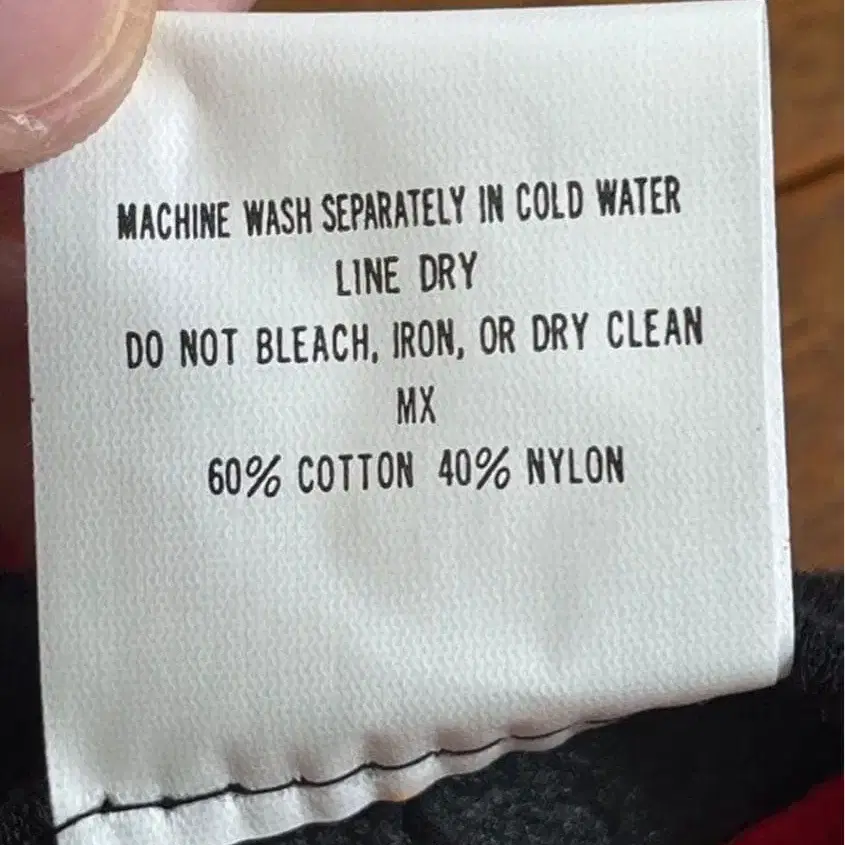 MACHINE WASH SEPARATELY IN COLD WATER
LINE DRY
DO NOT BLEACH, IRON, OR DRY CLEAN
MX
60% COTTON 40% NYLON